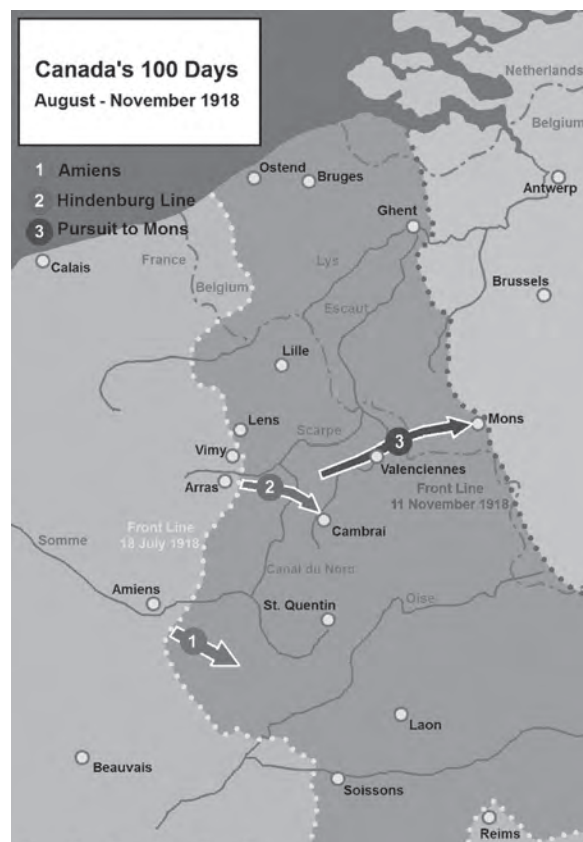 Canada's 100 Days
August - November 1918
1 Amiens
2 Hindenburg Line
3 Pursuit to Mons
Netherlands
Belgium
Ostend
Bruges
Antwerp
Ghent
Calais
France
Belgium
Lys
Brussels
Escaut
Lille
Lens
Mons
Scarpe
3
Vimy
Valenciennes
Arras
2
Front Line
11 November 1918
Cambrai
Front Line
18 July 1918
Somme
Canal du Nord
Amiens
St. Quentin
Oise
1
Laon
Beauvais
Soissons
Reims